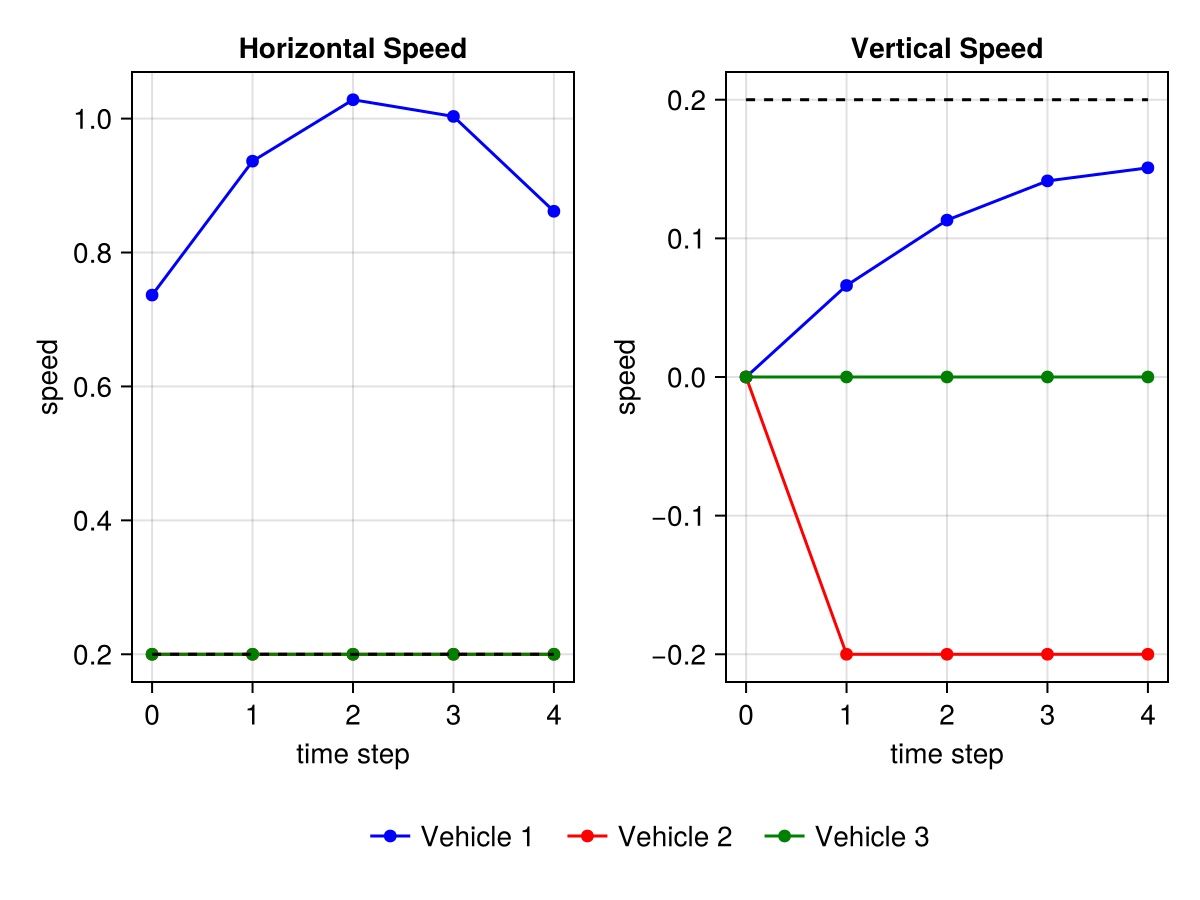 Horizontal Speed
1.0
0.8
0.6
0.4
0.2
speed
0 1 2 3 4
time step
Vertical Speed
0.2
0.1
0.0
−0.1
−0.2
speed
0 1 2 3 4
time step
Vehicle 1 Vehicle 2 Vehicle 3